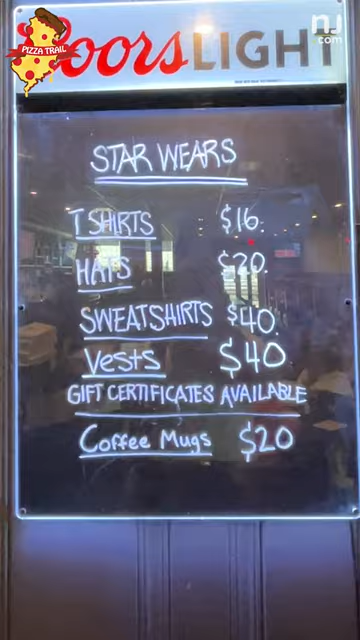 PIZZA TRAIL
Coors LIGHT
nj
.com
STAR WEARS
T SHIRTS $16.
HATS $20.
SWEATSHIRTS $40.
Vests $40
GIFT CERTIFICATES AVAILABLE
Coffee Mugs $20